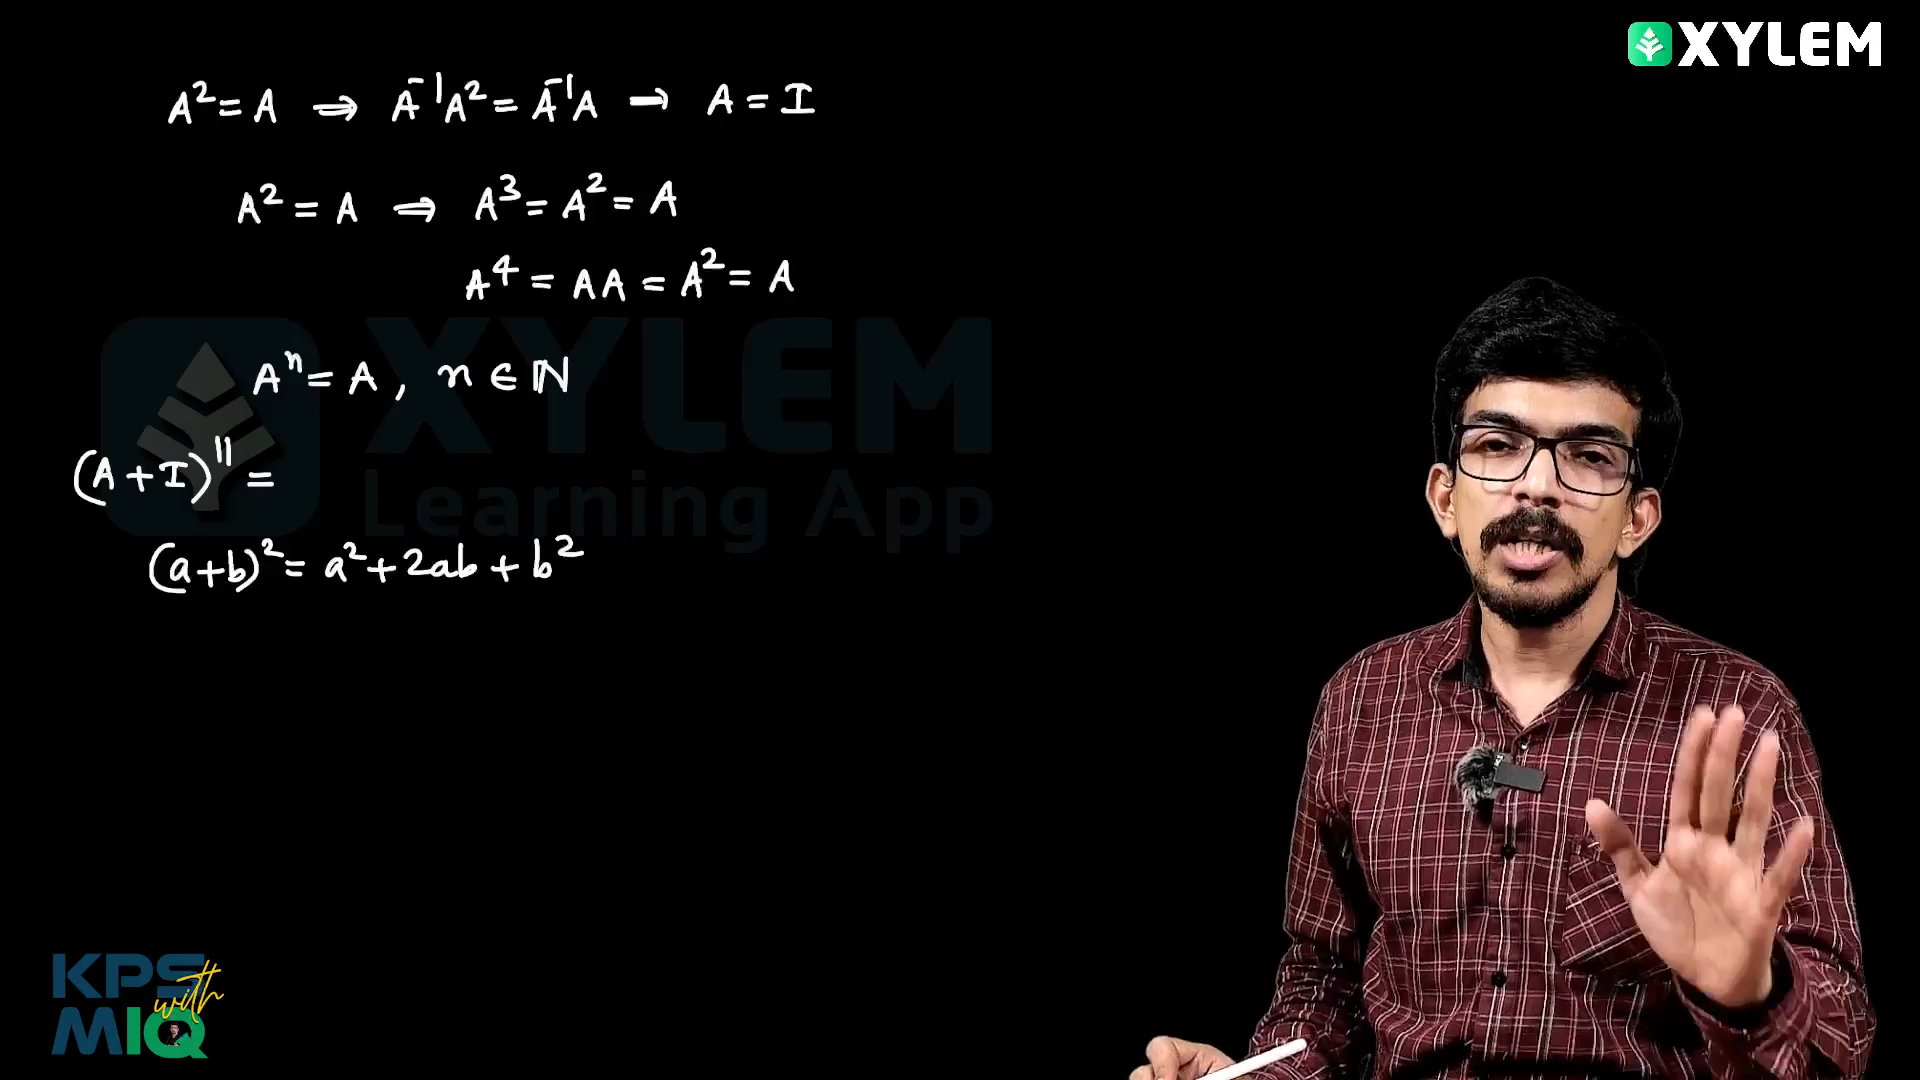 XYLEM
A² = A ⇒ A⁻¹A² = A⁻¹A → A = I
A² = A ⇒ A³ = A² = A
A⁴ = AA = A² = A
Aⁿ = A , n ∈ ℕ
(A + I)¹¹ =
(a+b)² = a² + 2ab + b²
XYLEM
Learning App
KPS
with
MIQ